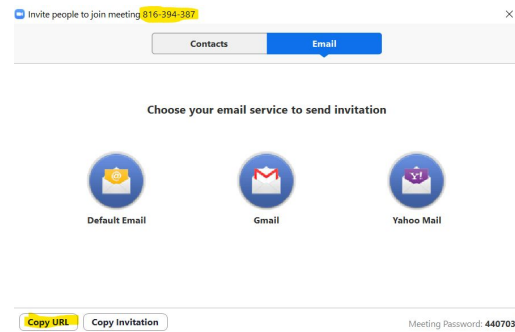 Invite people to join meeting 816-394-387
Contacts Email
Choose your email service to send invitation
Default Email Gmail Yahoo Mail
Copy URL Copy Invitation Meeting Password: 440703